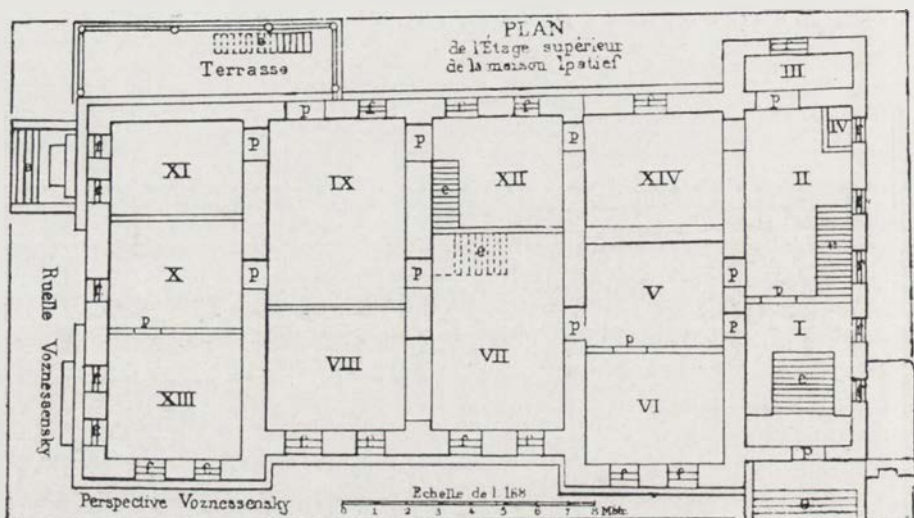 PLAN
de l'Étage supérieur
de la maison Ipatief
Terrasse
e
III
p
p
f
f
f
p
f
IV
f
e
f
f
XI
p
IX
p
XII
e
XIV
II
e
f
f
e
X
p
p
V
p
p
Ruelle Voznessensky
f
p
p
p
I
f
f
XIII
VIII
VII
VI
e
f
f
f
f
f
f
f
f
f
p
Perspective Voznessensky
Echelle de 1.168
0 1 2 3 4 5 6 7 8 Mètr.
e